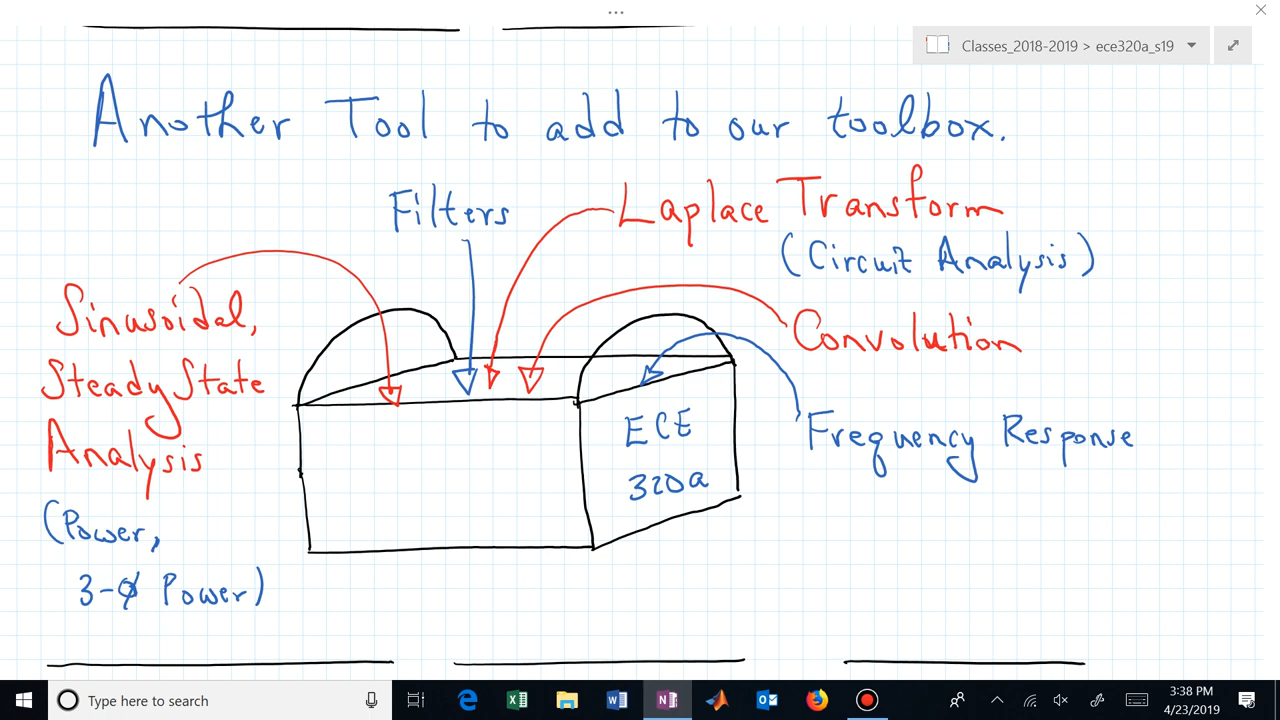 Classes_2018-2019 > ece320a_s19
Another Tool to add to our toolbox.
Filters
Laplace Transform
(Circuit Analysis)
Sinusoidal,
Steady State
Analysis
(Power,
3-φ Power)
Convolution
Frequency Response
ECE
320a
Type here to search
3:38 PM
4/23/2019